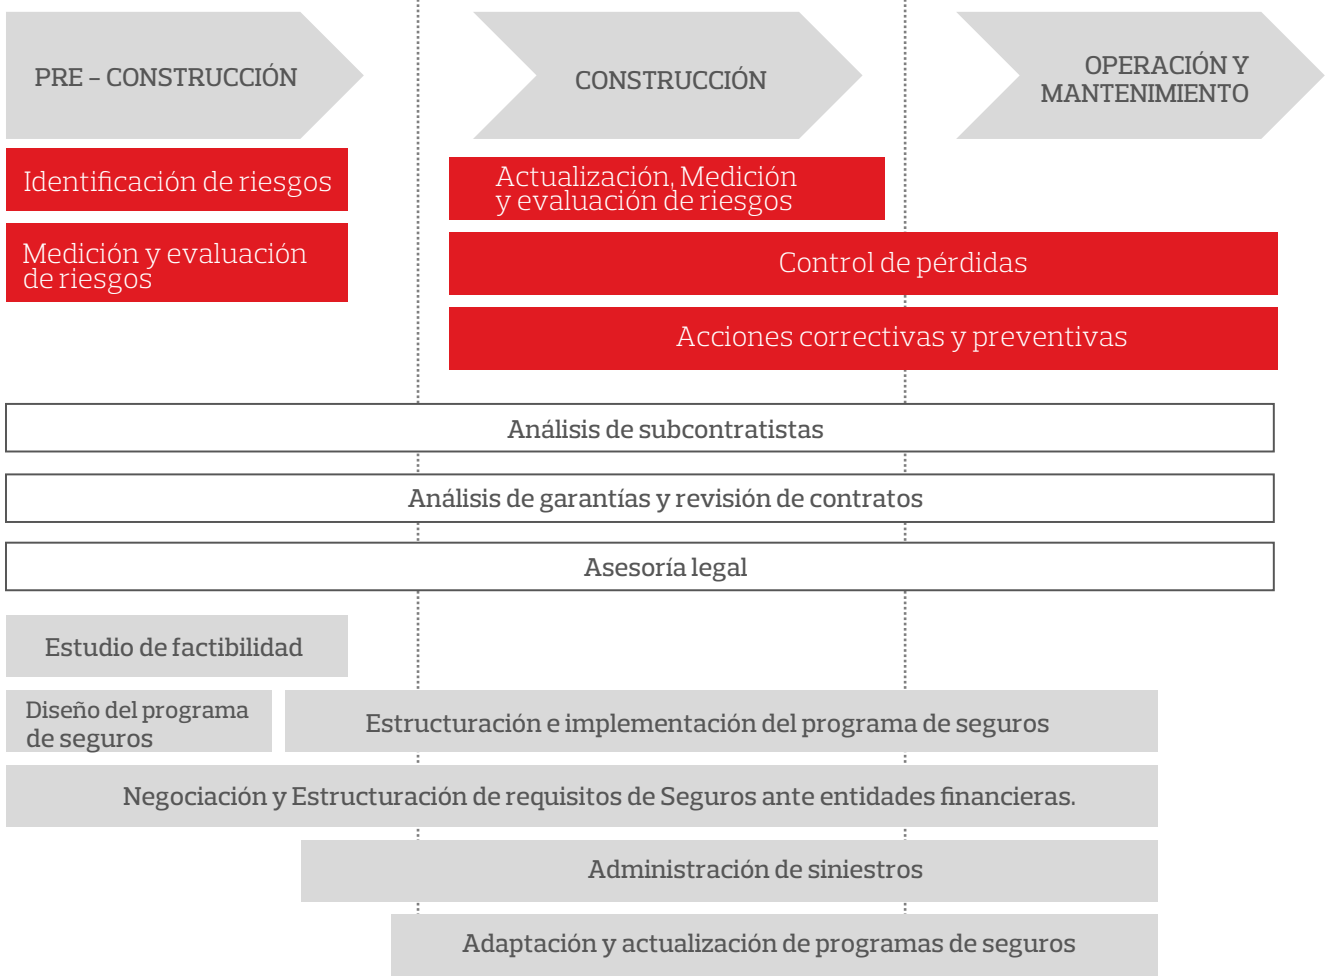 PRE – CONSTRUCCIÓN
CONSTRUCCIÓN
OPERACIÓN Y
MANTENIMIENTO
Identificación de riesgos
Actualización, Medición
y evaluación de riesgos
Medición y evaluación
de riesgos
Control de pérdidas
Acciones correctivas y preventivas
Análisis de subcontratistas
Análisis de garantías y revisión de contratos
Asesoría legal
Estudio de factibilidad
Diseño del programa
de seguros
Estructuración e implementación del programa de seguros
Negociación y Estructuración de requisitos de Seguros ante entidades financieras.
Administración de siniestros
Adaptación y actualización de programas de seguros